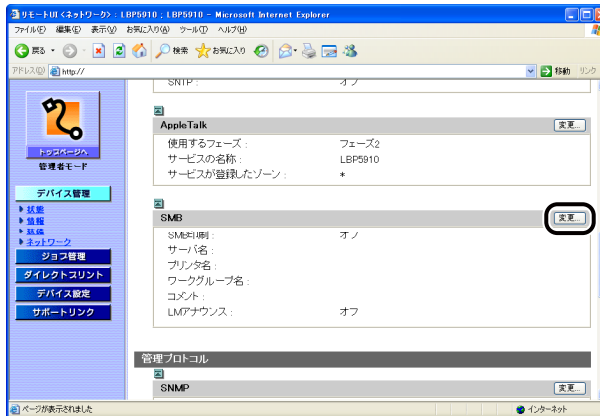 リモートUI <ネットワーク> : LBP5910 ; LBP5910 - Microsoft Internet Explorer
ファイル(F) 編集(E) 表示(V) お気に入り(A) ツール(T) ヘルプ(H)
戻る 検索 お気に入り
アドレス(D) http:// 移動 リンク
SNTP : オフ
AppleTalk 変更...
使用するフェーズ : フェーズ2
サービスの名称 : LBP5910
サービスが登録したゾーン : *
トップページへ
管理者モード
デバイス管理
状態
情報
ネットワーク
ジョブ管理
ダイレクトプリント
デバイス設定
サポートリンク
SMB 変更...
SMB印刷 : オフ
サーバ名 :
プリンタ名 :
ワークグループ名 :
コメント :
LMアナウンス : オフ
管理プロトコル
SNMP 変更...
ページが表示されました インターネット